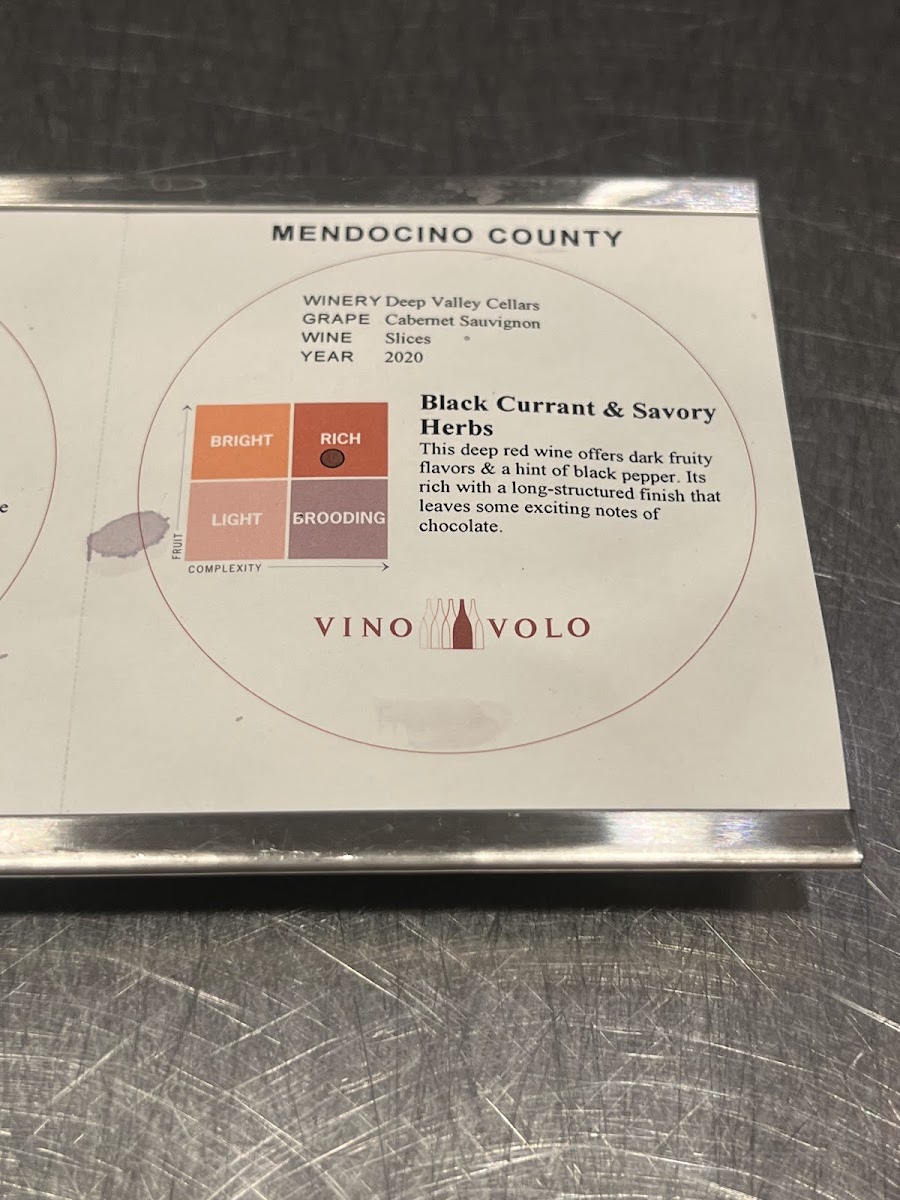 MENDOCINO COUNTY
WINERY Deep Valley Cellars
GRAPE Cabernet Sauvignon
WINE Slices
YEAR 2020
BRIGHT RICH
LIGHT BROODING
FRUIT
COMPLEXITY
Black Currant & Savory
Herbs
This deep red wine offers dark fruity
flavors & a hint of black pepper. Its
rich with a long-structured finish that
leaves some exciting notes of
chocolate.
VINO VOLO